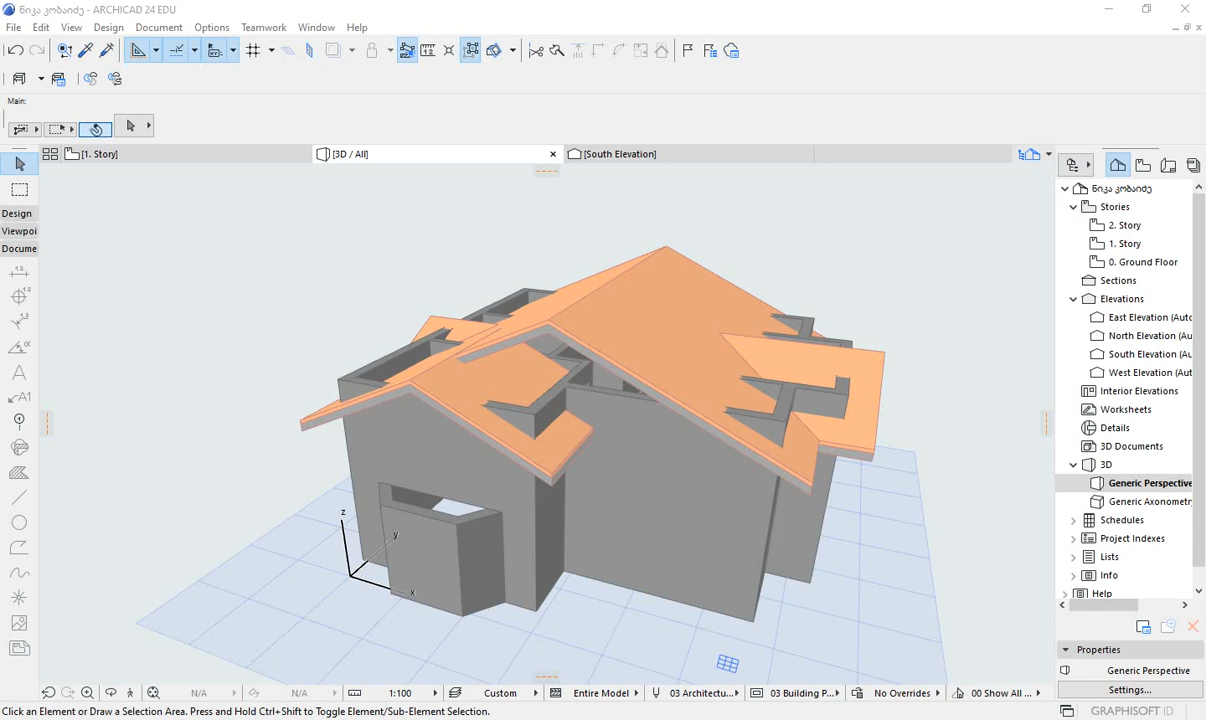 ნიკა კობაიძე - ARCHICAD 24 EDU
File Edit View Design Document Options Teamwork Window Help
Main:
[1. Story] [3D / All] [South Elevation]
Design
Viewpoi
Docume
ნიკა კობაიძე
Stories
2. Story
1. Story
0. Ground Floor
Sections
Elevations
East Elevation (Auto
North Elevation (Aut
South Elevation (Aut
West Elevation (Aut
Interior Elevations
Worksheets
Details
3D Documents
3D
Generic Perspective
Generic Axonometr
Schedules
Project Indexes
Lists
Info
Help
Properties
Generic Perspective
Settings...
z
y
x
N/A N/A 1:100 Custom Entire Model 03 Architectu... 03 Building P... No Overrides 00 Show All ...
Click an Element or Draw a Selection Area. Press and Hold Ctrl+Shift to Toggle Element/Sub-Element Selection.
GRAPHISOFT ID